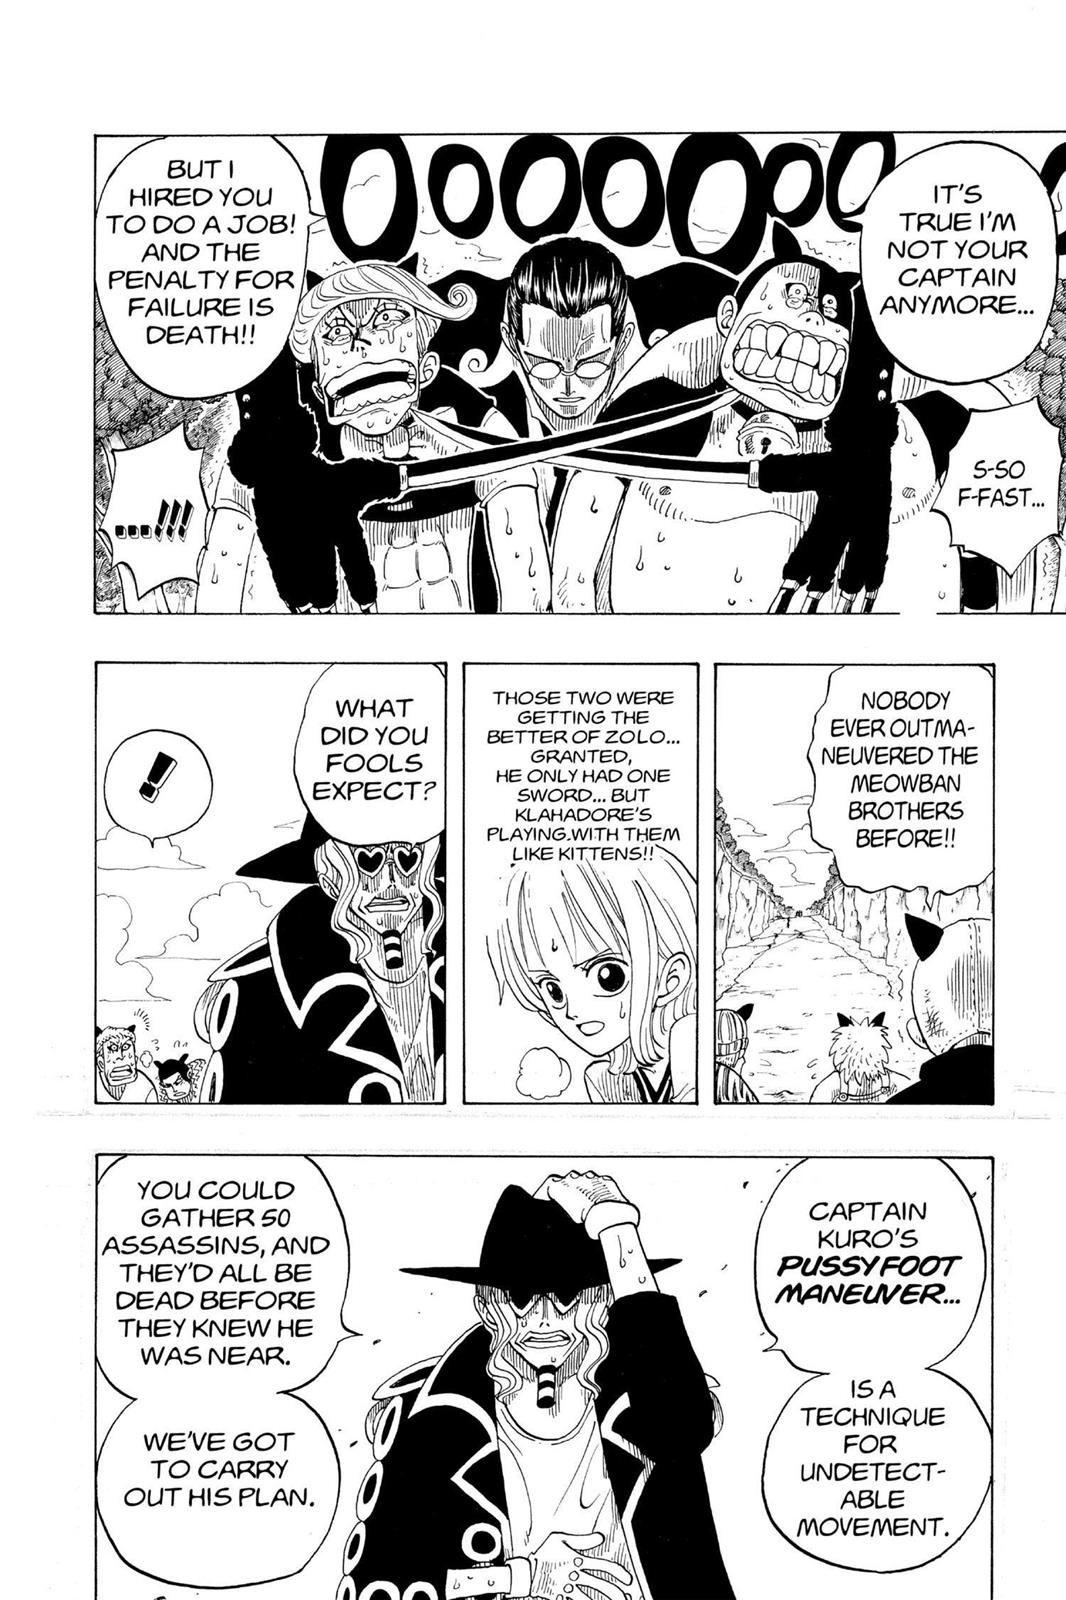 IT'S
TRUE I'M
NOT YOUR
CAPTAIN
ANYMORE...
BUT I
HIRED YOU
TO DO A JOB!
AND THE
PENALTY FOR
FAILURE IS
DEATH!!
S-SO
F-FAST...
...!!!
NOBODY
EVER OUTMA-
NEUVERED THE
MEOWBAN
BROTHERS
BEFORE!!
THOSE TWO WERE
GETTING THE
BETTER OF ZOLO...
GRANTED,
HE ONLY HAD ONE
SWORD... BUT
KLAHADORE'S
PLAYING WITH THEM
LIKE KITTENS!!
WHAT
DID YOU
FOOLS
EXPECT?
!
CAPTAIN
KURO'S
PUSSYFOOT
MANEUVER...
IS A
TECHNIQUE
FOR
UNDETECT-
ABLE
MOVEMENT.
YOU COULD
GATHER 50
ASSASSINS, AND
THEY'D ALL BE
DEAD BEFORE
THEY KNEW HE
WAS NEAR.
WE'VE GOT
TO CARRY
OUT HIS PLAN.